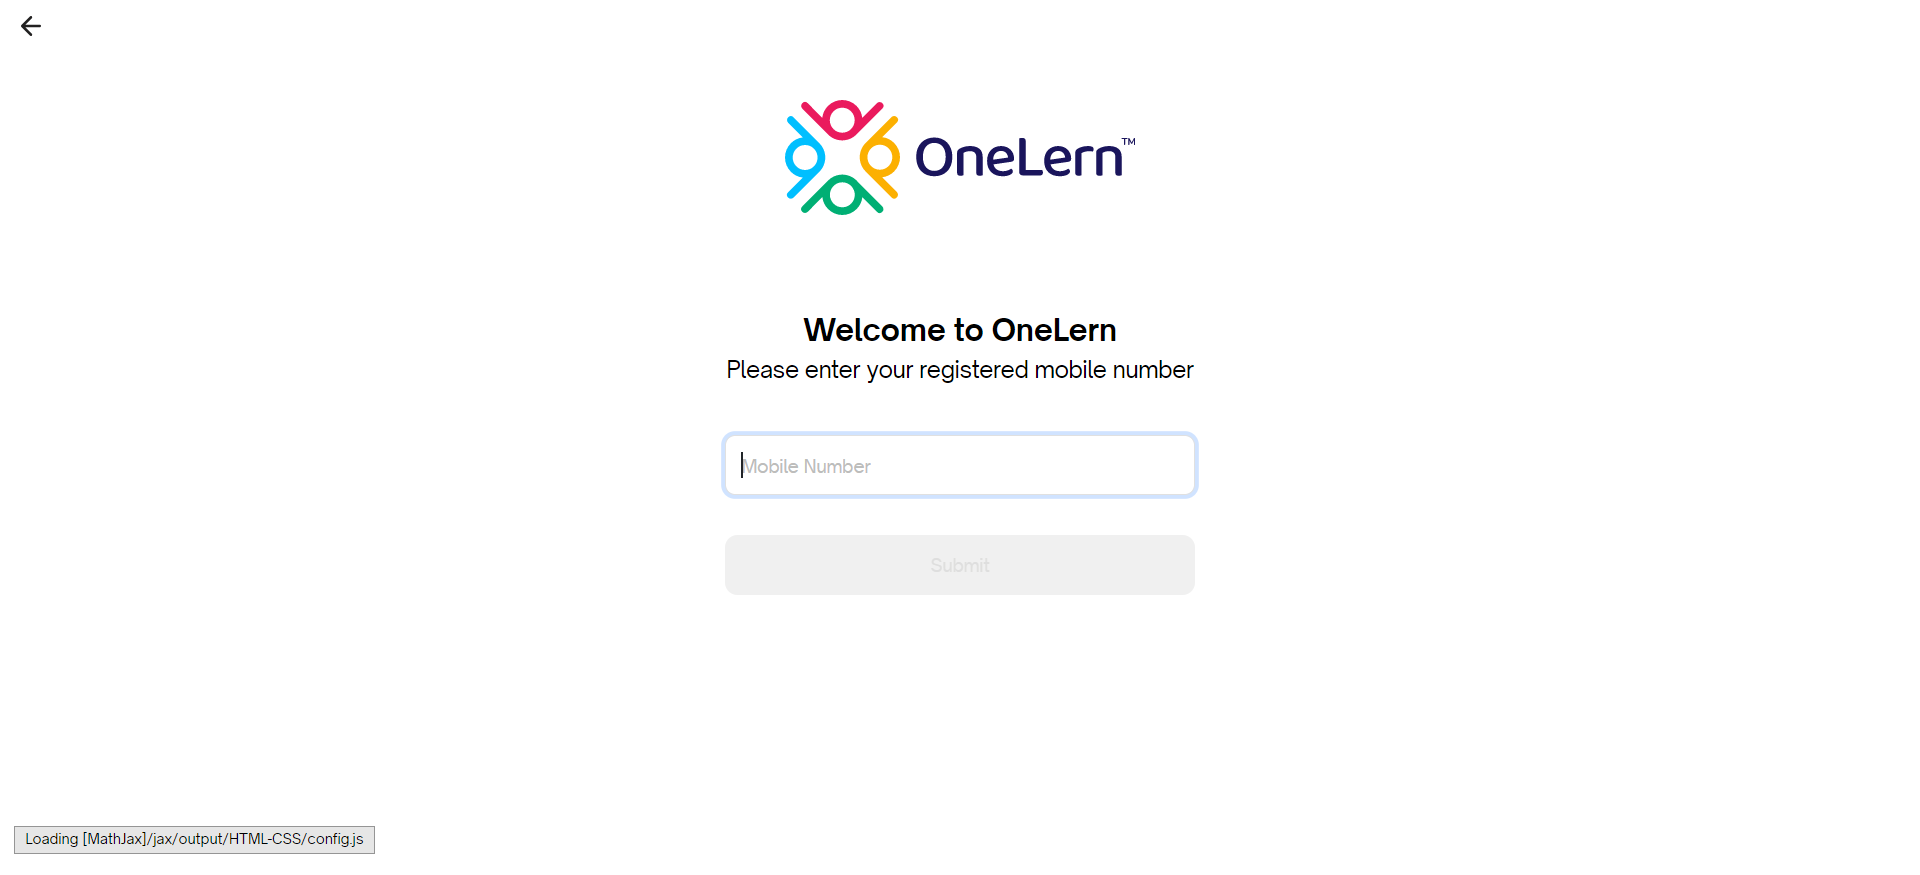 OneLern™
Welcome to OneLern
Please enter your registered mobile number
Mobile Number
Submit
Loading [MathJax]/jax/output/HTML-CSS/config.js